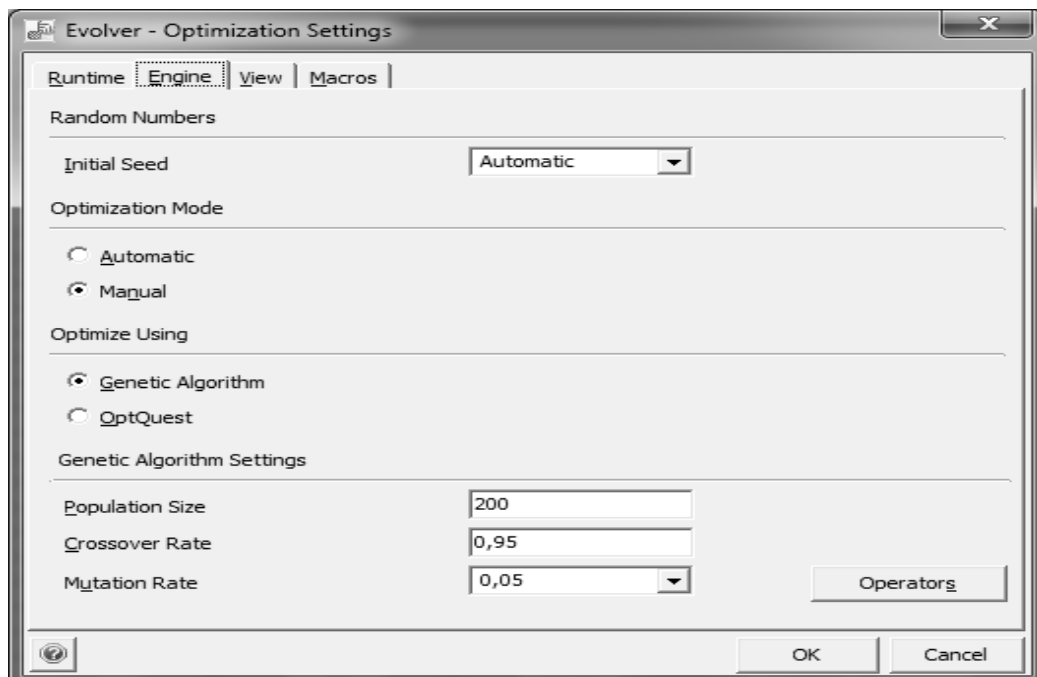 Evolver - Optimization Settings
Runtime Engine View Macros
Random Numbers
Initial Seed Automatic
Optimization Mode
Automatic
Manual
Optimize Using
Genetic Algorithm
OptQuest
Genetic Algorithm Settings
Population Size 200
Crossover Rate 0,95
Mutation Rate 0,05 Operators
OK Cancel